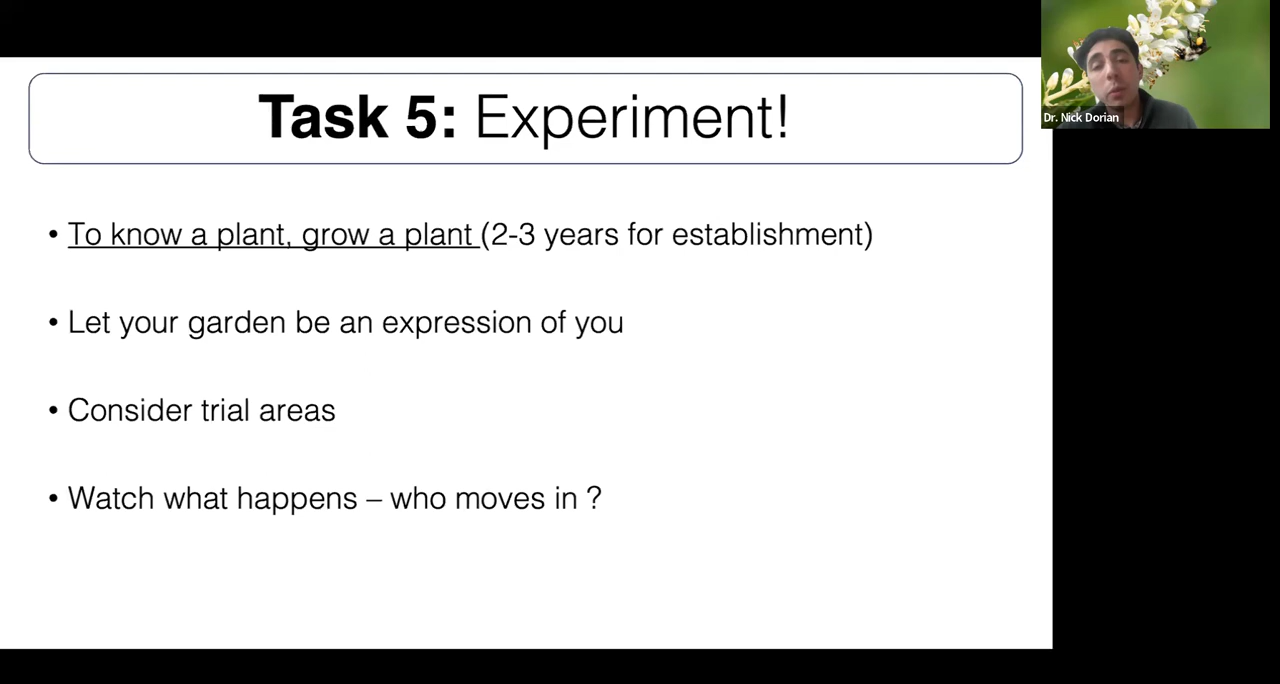 Task 5: Experiment!
Dr. Nick Dorian
• To know a plant, grow a plant (2-3 years for establishment)
• Let your garden be an expression of you
• Consider trial areas
• Watch what happens – who moves in ?